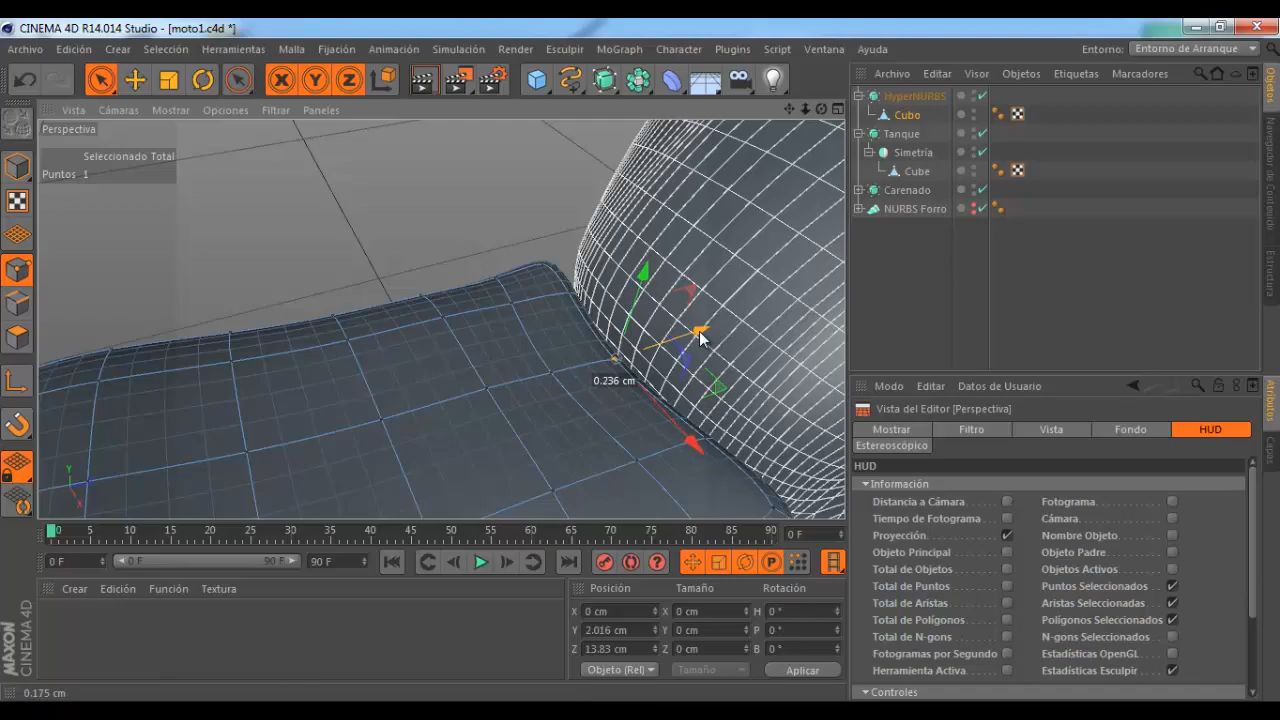 CINEMA 4D R14.014 Studio - [moto1.c4d *]
Archivo Edición Crear Selección Herramientas Malla Fijación Animación Simulación Render Esculpir MoGraph Character Plugins Script Ventana Ayuda Entorno: Entorno de Arranque
Archivo Editar Visor Objetos Etiquetas Marcadores
Vista Cámaras Mostrar Opciones Filtrar Paneles
Perspectiva
Seleccionado Total
Puntos 1
0.236 cm
Y
Z
X
HyperNURBS
Cubo
Tanque
Simetría
Cube
Carenado
NURBS Forro
Objetos
Navegador de Contenido
Estructura
Modo Editar Datos de Usuario
Vista del Editor [Perspectiva]
Mostrar Filtro Vista Fondo HUD
Estereoscópico
HUD
Información
Distancia a Cámara Fotograma
Tiempo de Fotograma Cámara
Proyección Nombre Objeto
Objeto Principal Objeto Padre
Total de Objetos Objetos Activos
Total de Puntos Puntos Seleccionados
Total de Aristas Aristas Seleccionadas
Total de Polígonos Polígonos Seleccionados
Total de N-gons N-gons Seleccionados
Fotogramas por Segundo Estadísticas OpenGL
Herramienta Activa Estadísticas Esculpir
Controles
Atributos
Capas
0 5 10 15 20 25 30 35 40 45 50 55 60 65 70 75 80 85 90 0 F
0 F 0 F 90 F 90 F
Crear Edición Función Textura
Posición Tamaño Rotación
X 0 cm X 0 cm H 0 °
Y 2.016 cm Y 0 cm P 0 °
Z 13.83 cm Z 0 cm B 0 °
Objeto (Rel) Tamaño Aplicar
MAXON
CINEMA 4D
0.175 cm